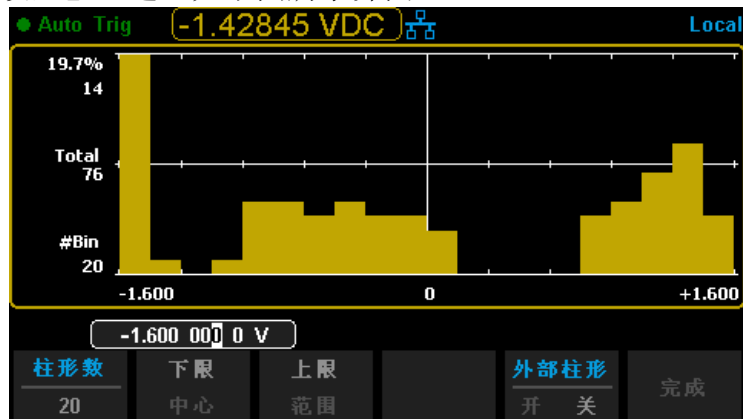 Auto Trig -1.42845 VDC Local
19.7%
14
Total
76
#Bin
20
-1.600 0 +1.600
-1.600 000 0 V
柱形数 下限 上限 外部柱形 完成
20 中心 范围 开 关